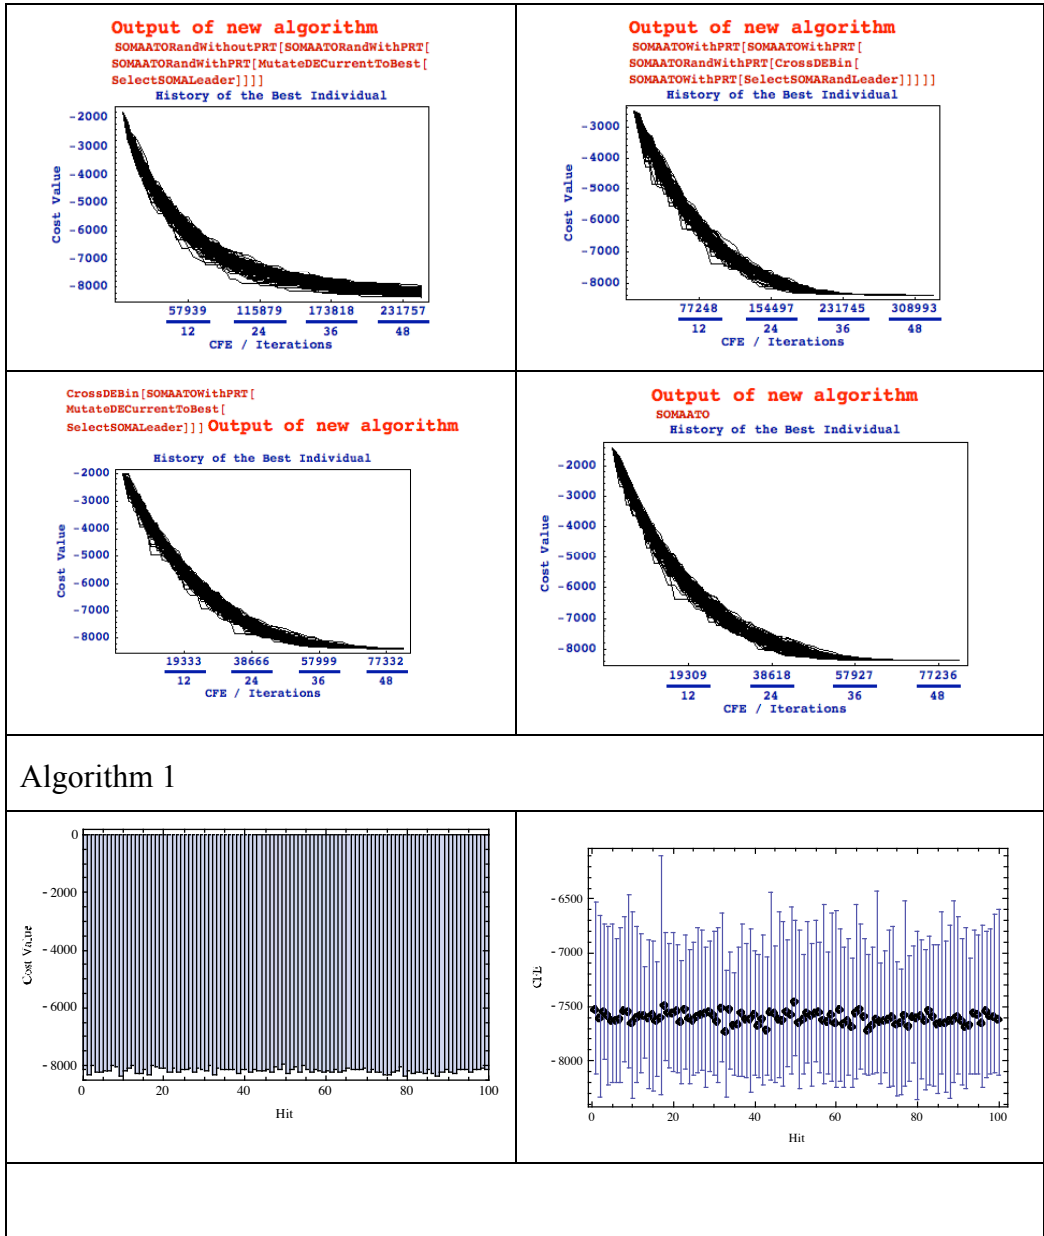 Output of new algorithm
SOMAATORandWithoutPRT[SOMAATORandWithPRT[
SOMAATORandWithPRT[MutateDECurrentToBest[
SelectSOMALeader]]]]
History of the Best Individual
-2000
-3000
-4000
-5000
-6000
-7000
-8000
Cost Value
57939 115879 173818 231757
12 24 36 48
CFE / Iterations
Output of new algorithm
SOMAATOWithPRT[SOMAATOWithPRT[
SOMAATORandWithPRT[CrossDEBin[
SOMAATOWithPRT[SelectSOMARandLeader]]]]]
History of the Best Individual
-3000
-4000
-5000
-6000
-7000
-8000
Cost Value
77248 154497 231745 308993
12 24 36 48
CFE / Iterations
CrossDEBin[SOMAATOWithPRT[
MutateDECurrentToBest[
SelectSOMALeader]]] Output of new algorithm
History of the Best Individual
-2000
-3000
-4000
-5000
-6000
-7000
-8000
Cost Value
19333 38666 57999 77332
12 24 36 48
CFE / Iterations
Output of new algorithm
SOMAATO
History of the Best Individual
-2000
-3000
-4000
-5000
-6000
-7000
-8000
Cost Value
19309 38618 57927 77236
12 24 36 48
CFE / Iterations
Algorithm 1
0
-2000
-4000
-6000
-8000
Cost Value
0 20 40 60 80 100
Hit
-6500
-7000
-7500
-8000
CFE
0 20 40 60 80 100
Hit